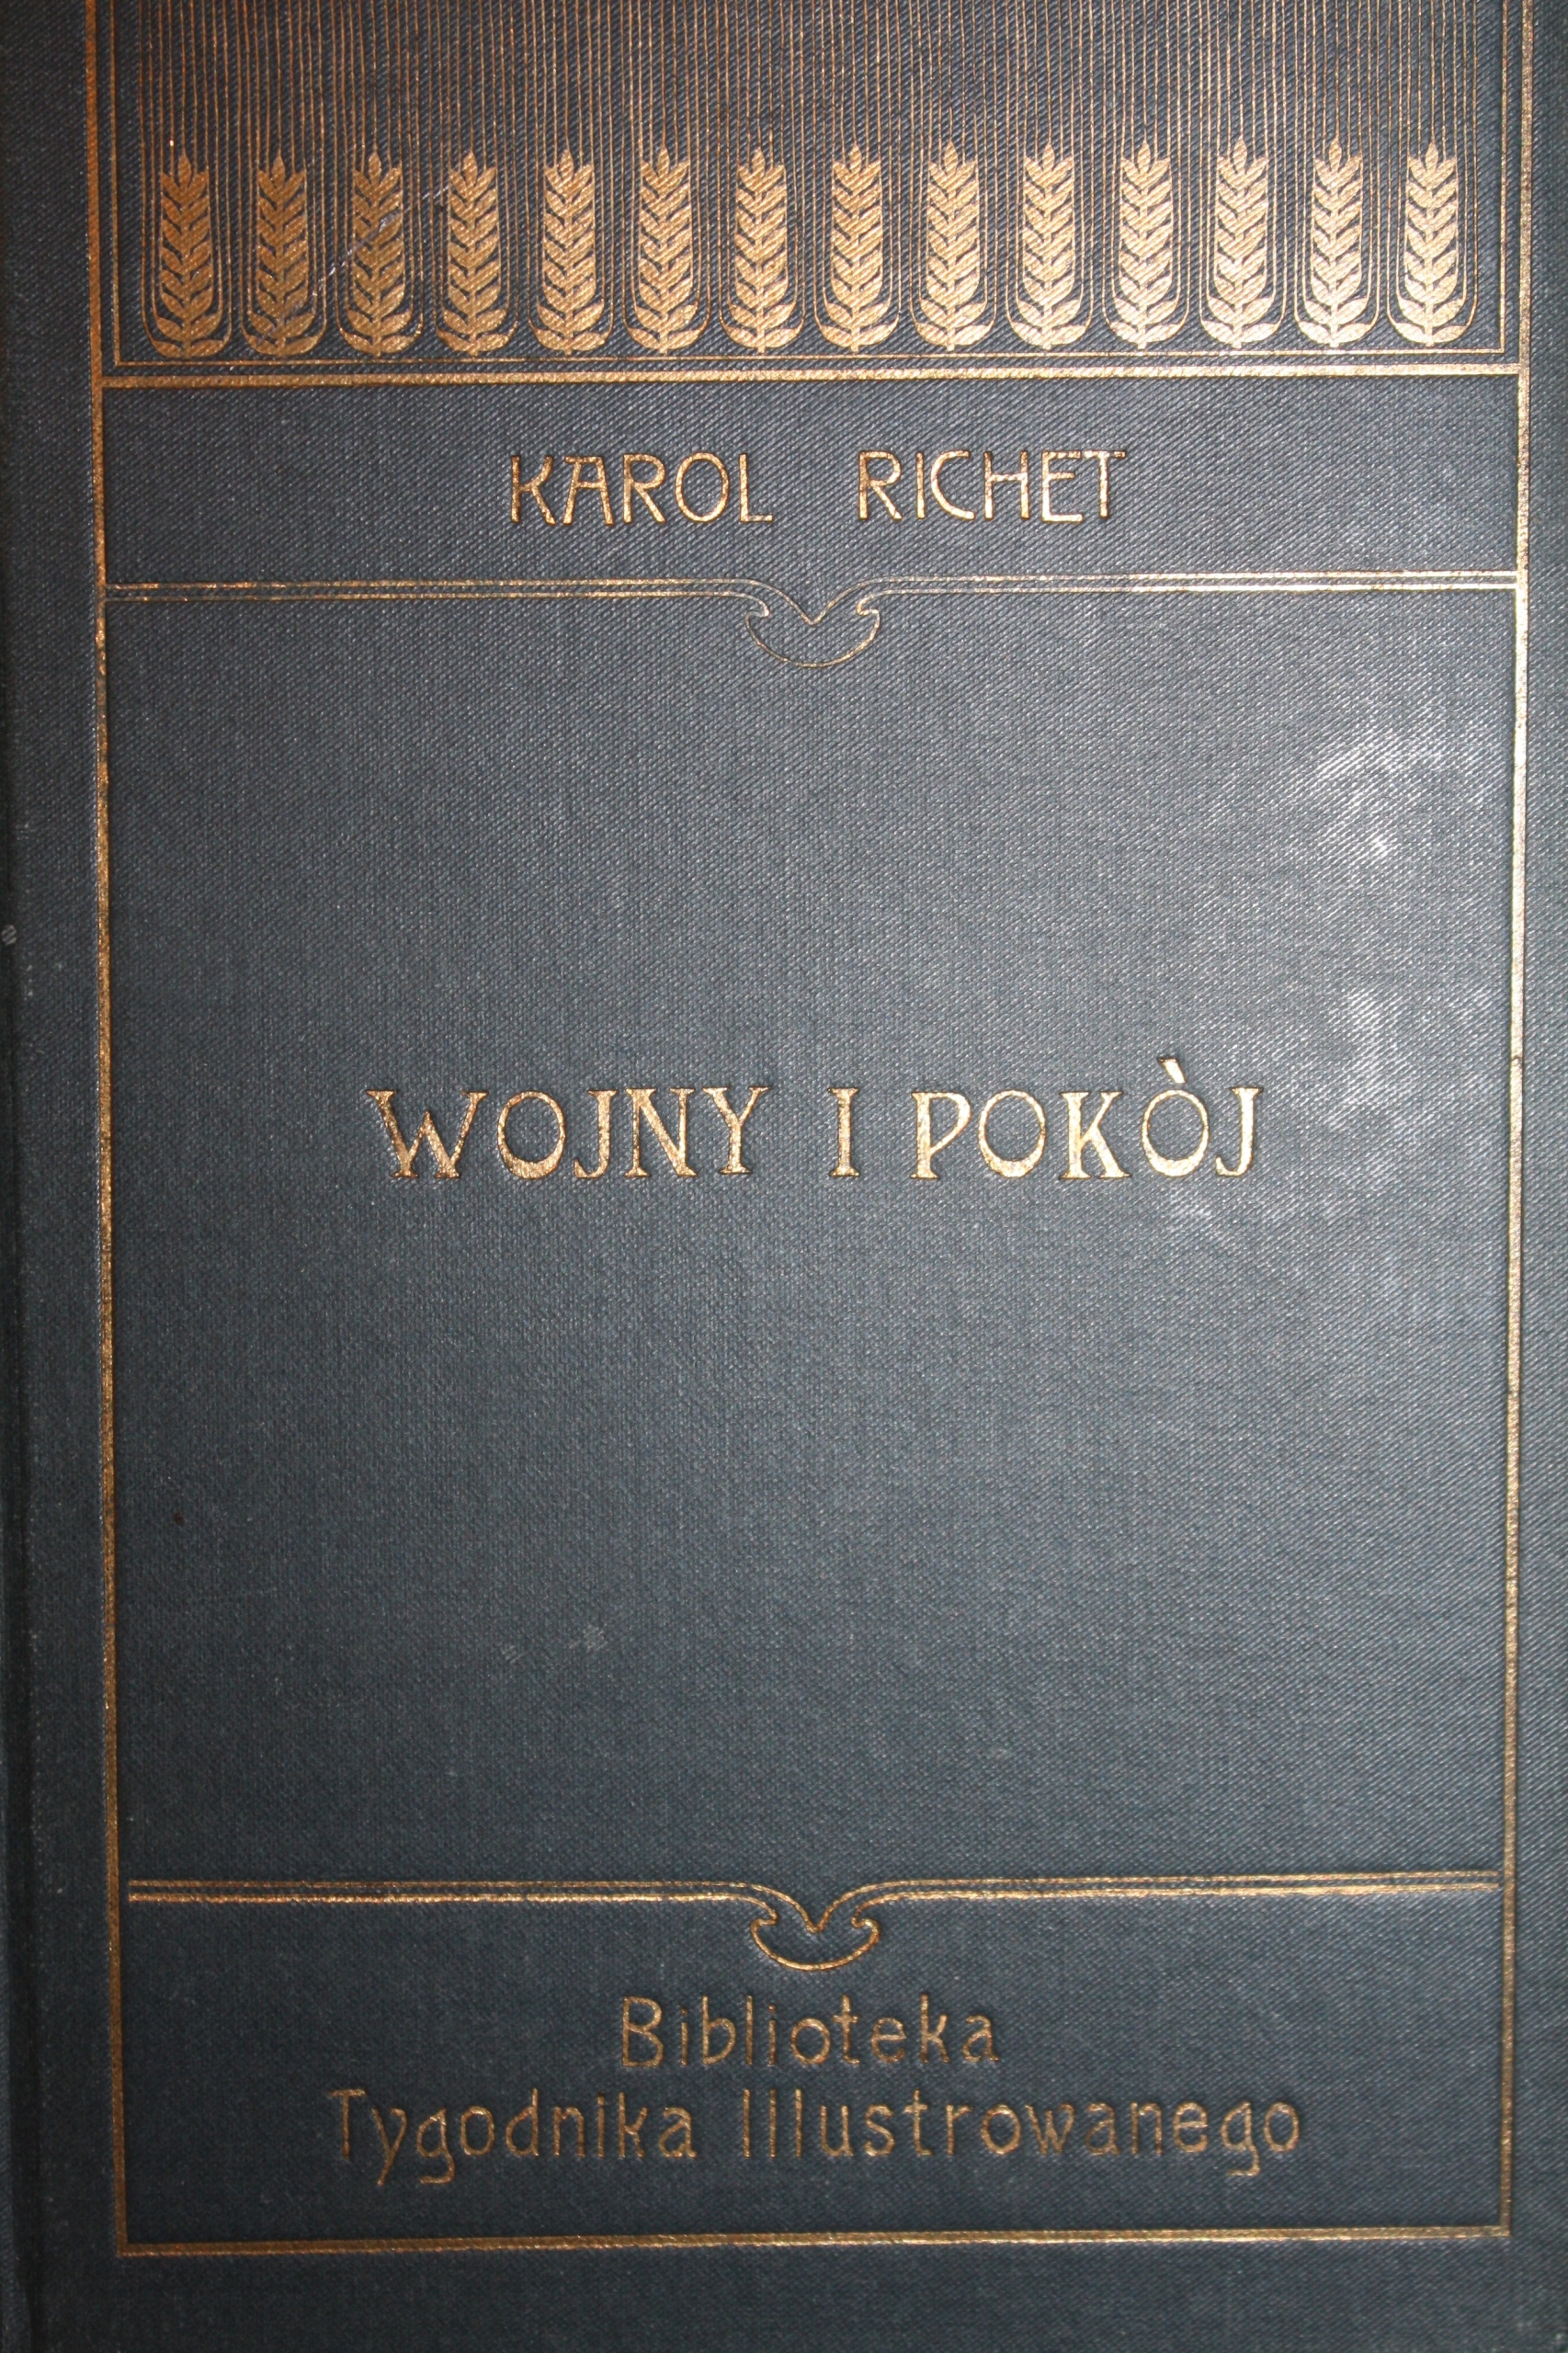 KAROL RICHET
WOJNY I POKÒJ
Biblioteka
Tygodnika Illustrowanego